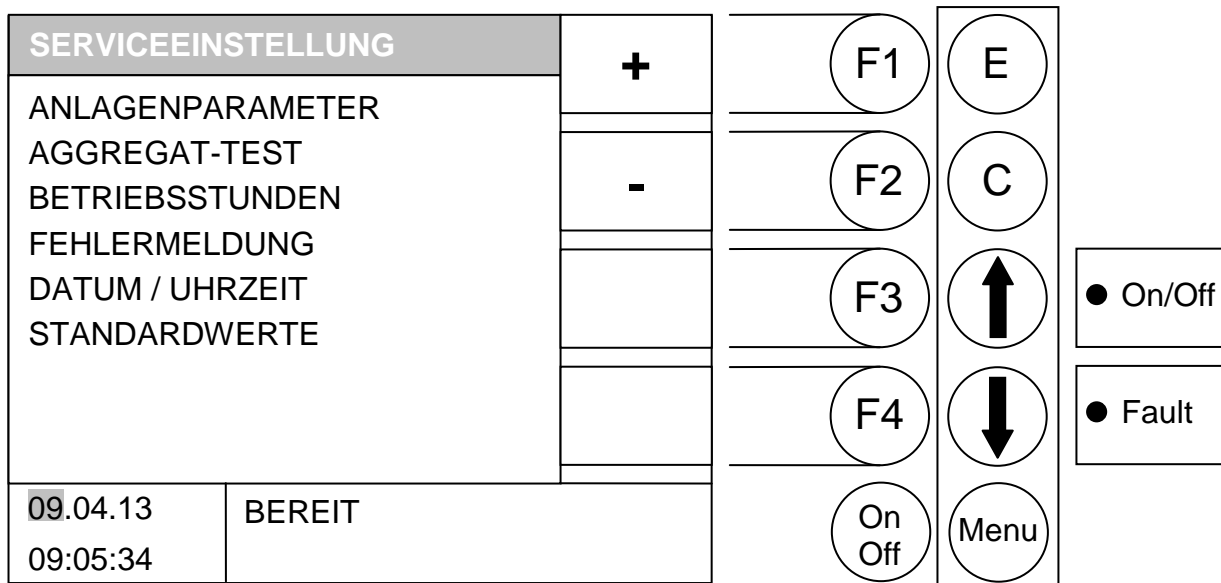 SERVICEEINSTELLUNG
ANLAGENPARAMETER
AGGREGAT-TEST
BETRIEBSSTUNDEN
FEHLERMELDUNG
DATUM / UHRZEIT
STANDARDWERTE
09.04.13
09:05:34
BEREIT
+
-
F1
F2
F3
F4
On
Off
E
C
Menu
On/Off
Fault